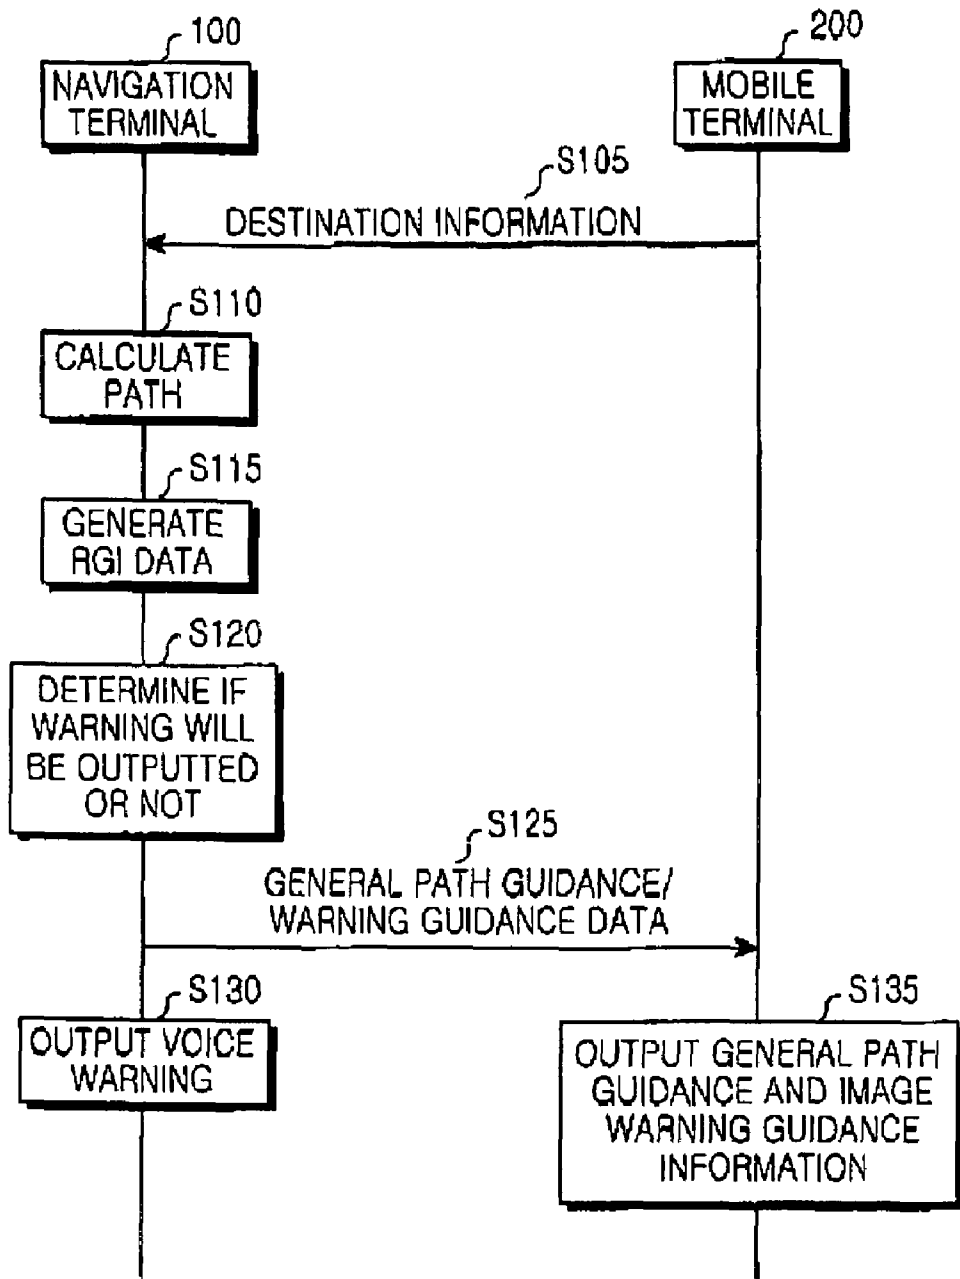 100
200
NAVIGATION
TERMINAL
MOBILE
TERMINAL
S105
DESTINATION INFORMATION
S110
CALCULATE
PATH
S115
GENERATE
RGI DATA
S120
DETERMINE IF
WARNING WILL
BE OUTPUTTED
OR NOT
S125
GENERAL PATH GUIDANCE/
WARNING GUIDANCE DATA
S130
OUTPUT VOICE
WARNING
S135
OUTPUT GENERAL PATH
GUIDANCE AND IMAGE
WARNING GUIDANCE
INFORMATION